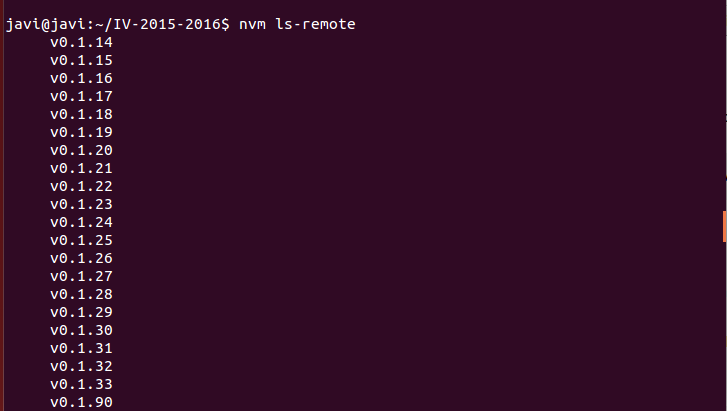 javi@javi:~/IV-2015-2016$ nvm ls-remote
v0.1.14
v0.1.15
v0.1.16
v0.1.17
v0.1.18
v0.1.19
v0.1.20
v0.1.21
v0.1.22
v0.1.23
v0.1.24
v0.1.25
v0.1.26
v0.1.27
v0.1.28
v0.1.29
v0.1.30
v0.1.31
v0.1.32
v0.1.33
v0.1.90